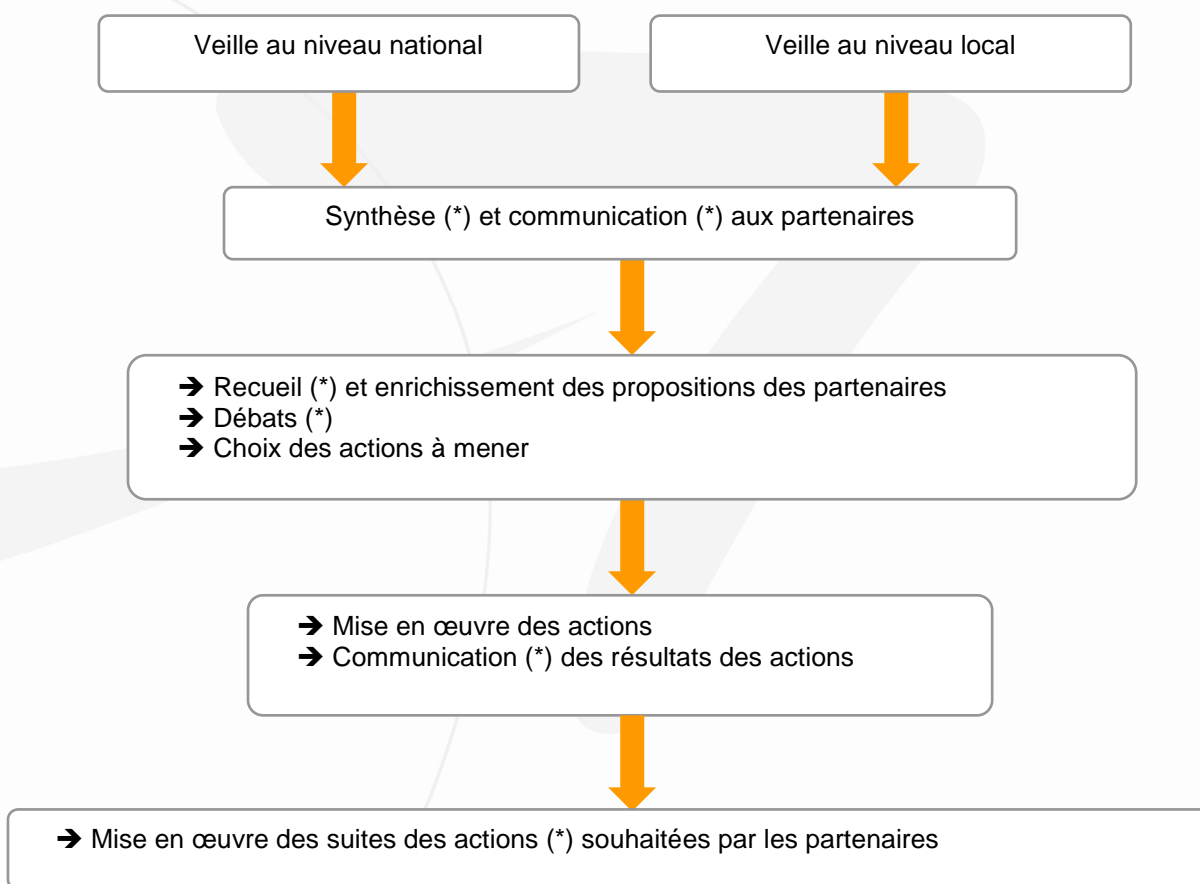 Veille au niveau national
Veille au niveau local
Synthèse (*) et communication (*) aux partenaires
➔ Recueil (*) et enrichissement des propositions des partenaires
➔ Débats (*)
➔ Choix des actions à mener
➔ Mise en œuvre des actions
➔ Communication (*) des résultats des actions
➔ Mise en œuvre des suites des actions (*) souhaitées par les partenaires